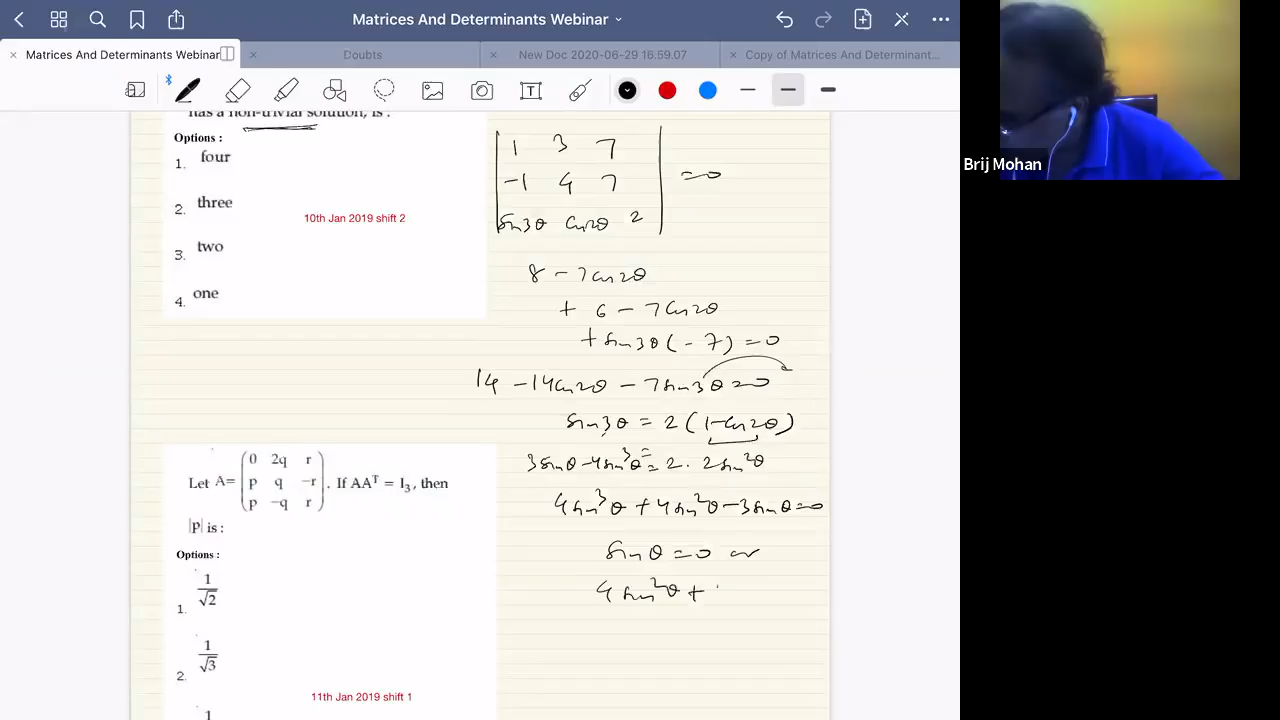 Matrices And Determinants Webinar
Matrices And Determinants Webinar
Doubts
New Doc 2020-06-29 16.59.07
Copy of Matrices And Determinant...
T
Brij Mohan
has a non-trivial solution, is :
Options :
1. four
2. three
3. two
4. one
10th Jan 2019 shift 2
1 3 7
-1 4 7 = 0
sin3θ cos2θ 2
8 - 7cos2θ
+ 6 - 7cos2θ
+ sin3θ(-7) = 0
14 - 14cos2θ - 7sin3θ = 0
sin3θ = 2(1-cos2θ)
3sinθ - 4sin³θ = 2. 2sin²θ
4sin³θ + 4sin²θ - 3sinθ = 0
sinθ = 0 or
4sin²θ +
0 2q r
Let A= p q -r . If AAᵀ = I₃, then
p -q r
|p| is :
Options :
1. 1/√2
2. 1/√3
1
11th Jan 2019 shift 1